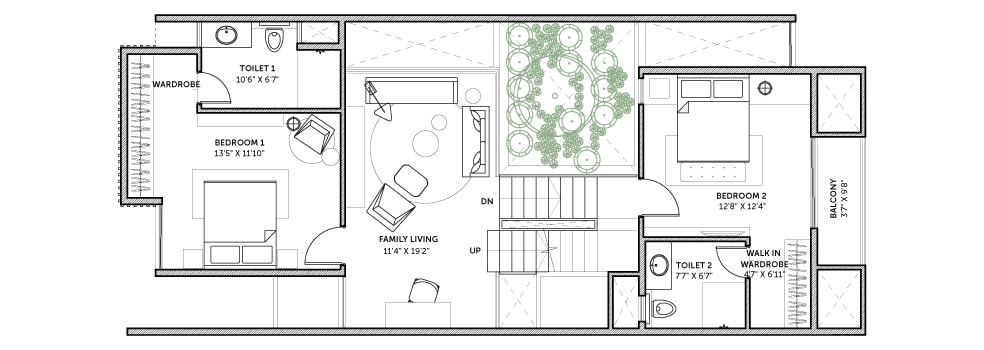 TOILET 1
10'6" X 6'7"
WARDROBE
BEDROOM 1
13'5" X 11'10"
FAMILY LIVING
11'4" X 19'2"
DN
UP
BEDROOM 2
12'8" X 12'4"
BALCONY
3'7" X 9'8"
TOILET 2
7'7" X 6'7"
WALK IN
WARDROBE
4'7" X 6'11"